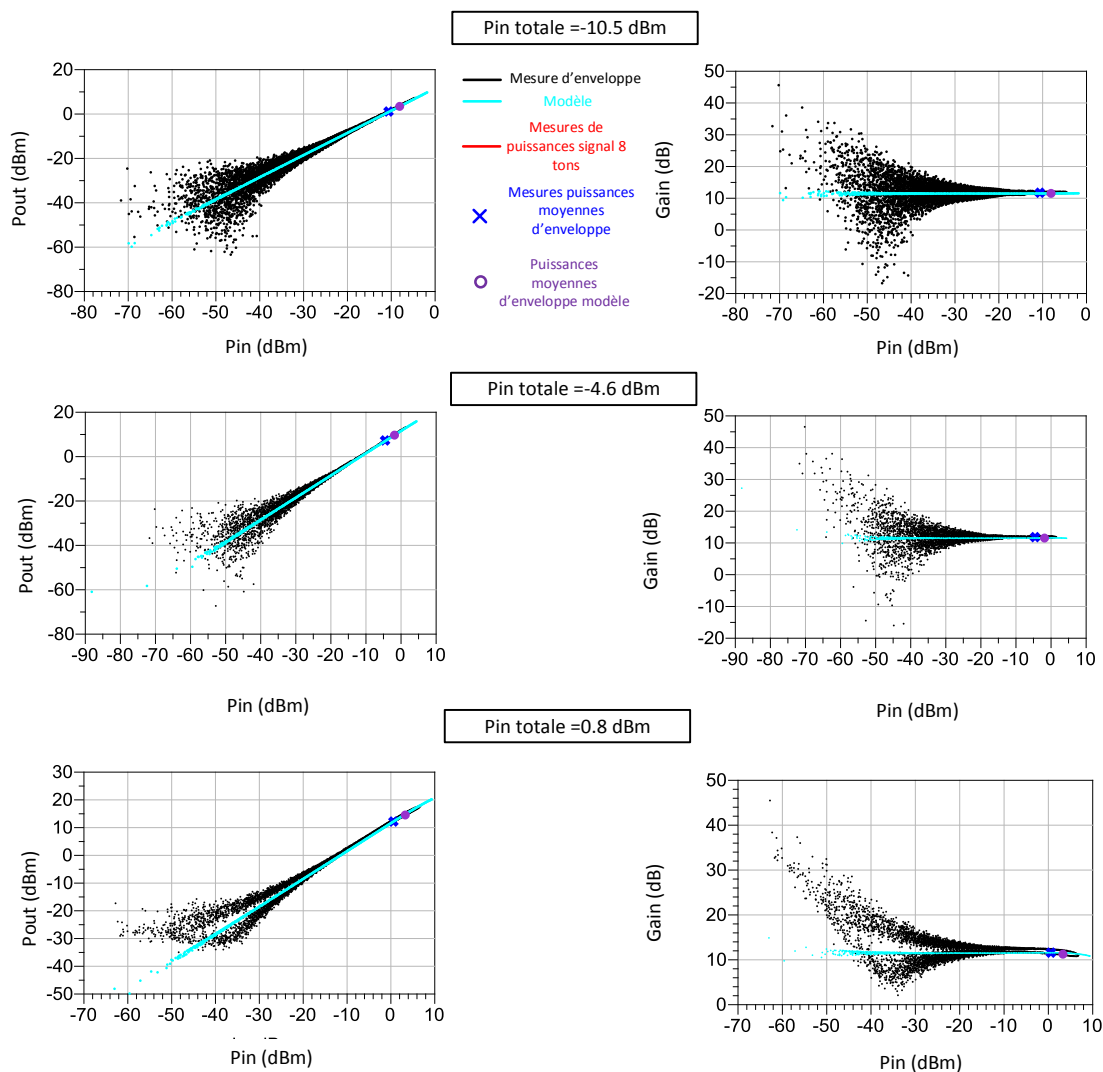 Pin totale =-10.5 dBm
20
0
-20
-40
-60
-80
-80 -70 -60 -50 -40 -30 -20 -10 0
Pout (dBm)
Pin (dBm)
Mesure d'enveloppe
Modèle
Mesures de
puissances signal 8
tons
Mesures puissances
moyennes
d'enveloppe
Puissances
moyennes
d'enveloppe modèle
50
40
30
20
10
0
-10
-20
-80 -70 -60 -50 -40 -30 -20 -10 0
Gain (dB)
Pin (dBm)
Pin totale =-4.6 dBm
20
0
-20
-40
-60
-80
-90 -80 -70 -60 -50 -40 -30 -20 -10 0 10
Pout (dBm)
Pin (dBm)
50
40
30
20
10
0
-10
-20
-90 -80 -70 -60 -50 -40 -30 -20 -10 0 10
Gain (dB)
Pin (dBm)
Pin totale =0.8 dBm
30
20
10
0
-10
-20
-30
-40
-50
-70 -60 -50 -40 -30 -20 -10 0 10
Pout (dBm)
Pin (dBm)
50
40
30
20
10
0
-70 -60 -50 -40 -30 -20 -10 0 10
Gain (dB)
Pin (dBm)